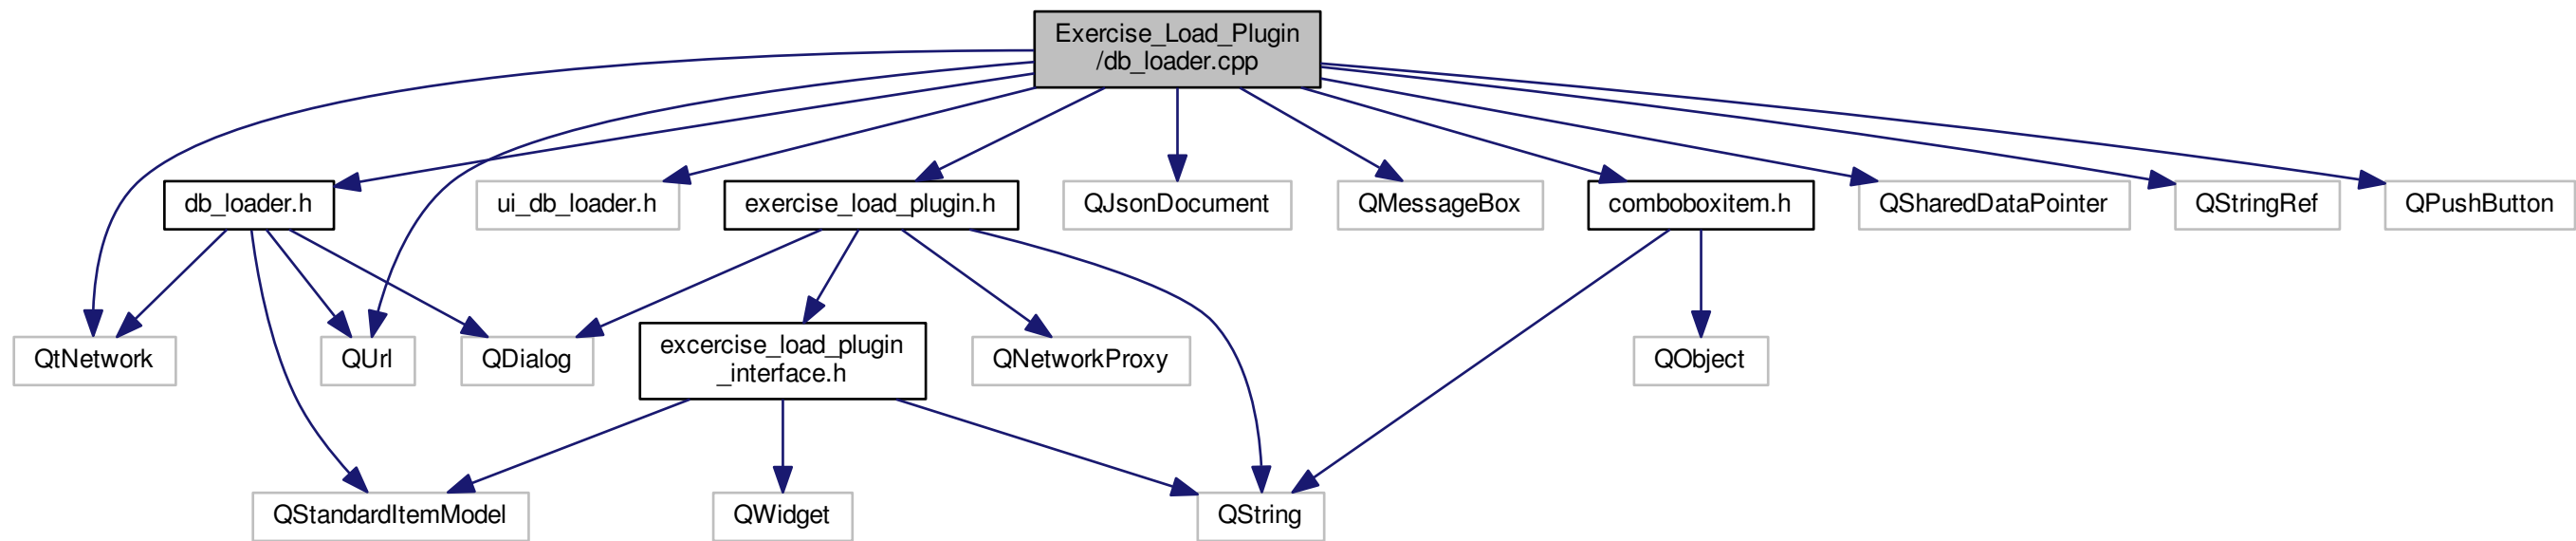 Exercise_Load_Plugin
/db_loader.cpp
db_loader.h
ui_db_loader.h
exercise_load_plugin.h
QJsonDocument
QMessageBox
comboboxitem.h
QSharedDataPointer
QStringRef
QPushButton
QtNetwork
QUrl
QDialog
excercise_load_plugin
_interface.h
QNetworkProxy
QObject
QStandardItemModel
QWidget
QString